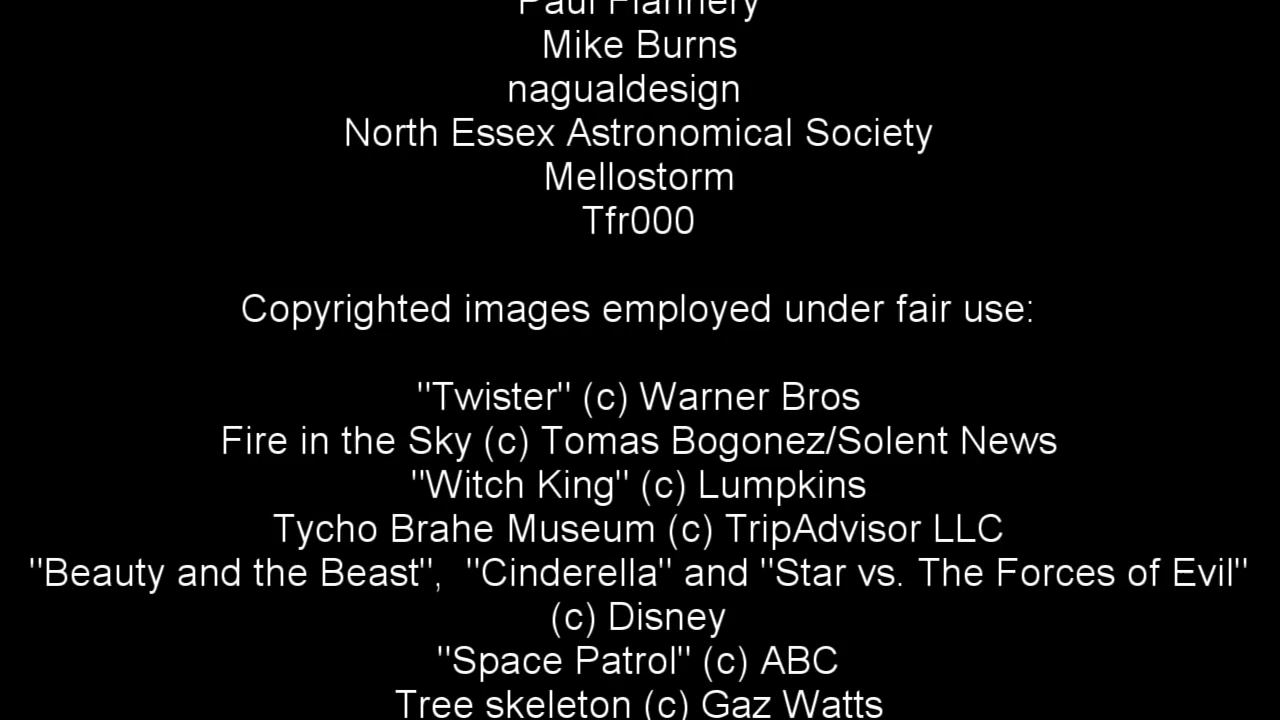 Paul Flannery
Mike Burns
nagualdesign
North Essex Astronomical Society
Mellostorm
Tfr000
Copyrighted images employed under fair use:
"Twister" (c) Warner Bros
Fire in the Sky (c) Tomas Bogonez/Solent News
"Witch King" (c) Lumpkins
Tycho Brahe Museum (c) TripAdvisor LLC
"Beauty and the Beast",  "Cinderella" and "Star vs. The Forces of Evil"
(c) Disney
"Space Patrol" (c) ABC
Tree skeleton (c) Gaz Watts